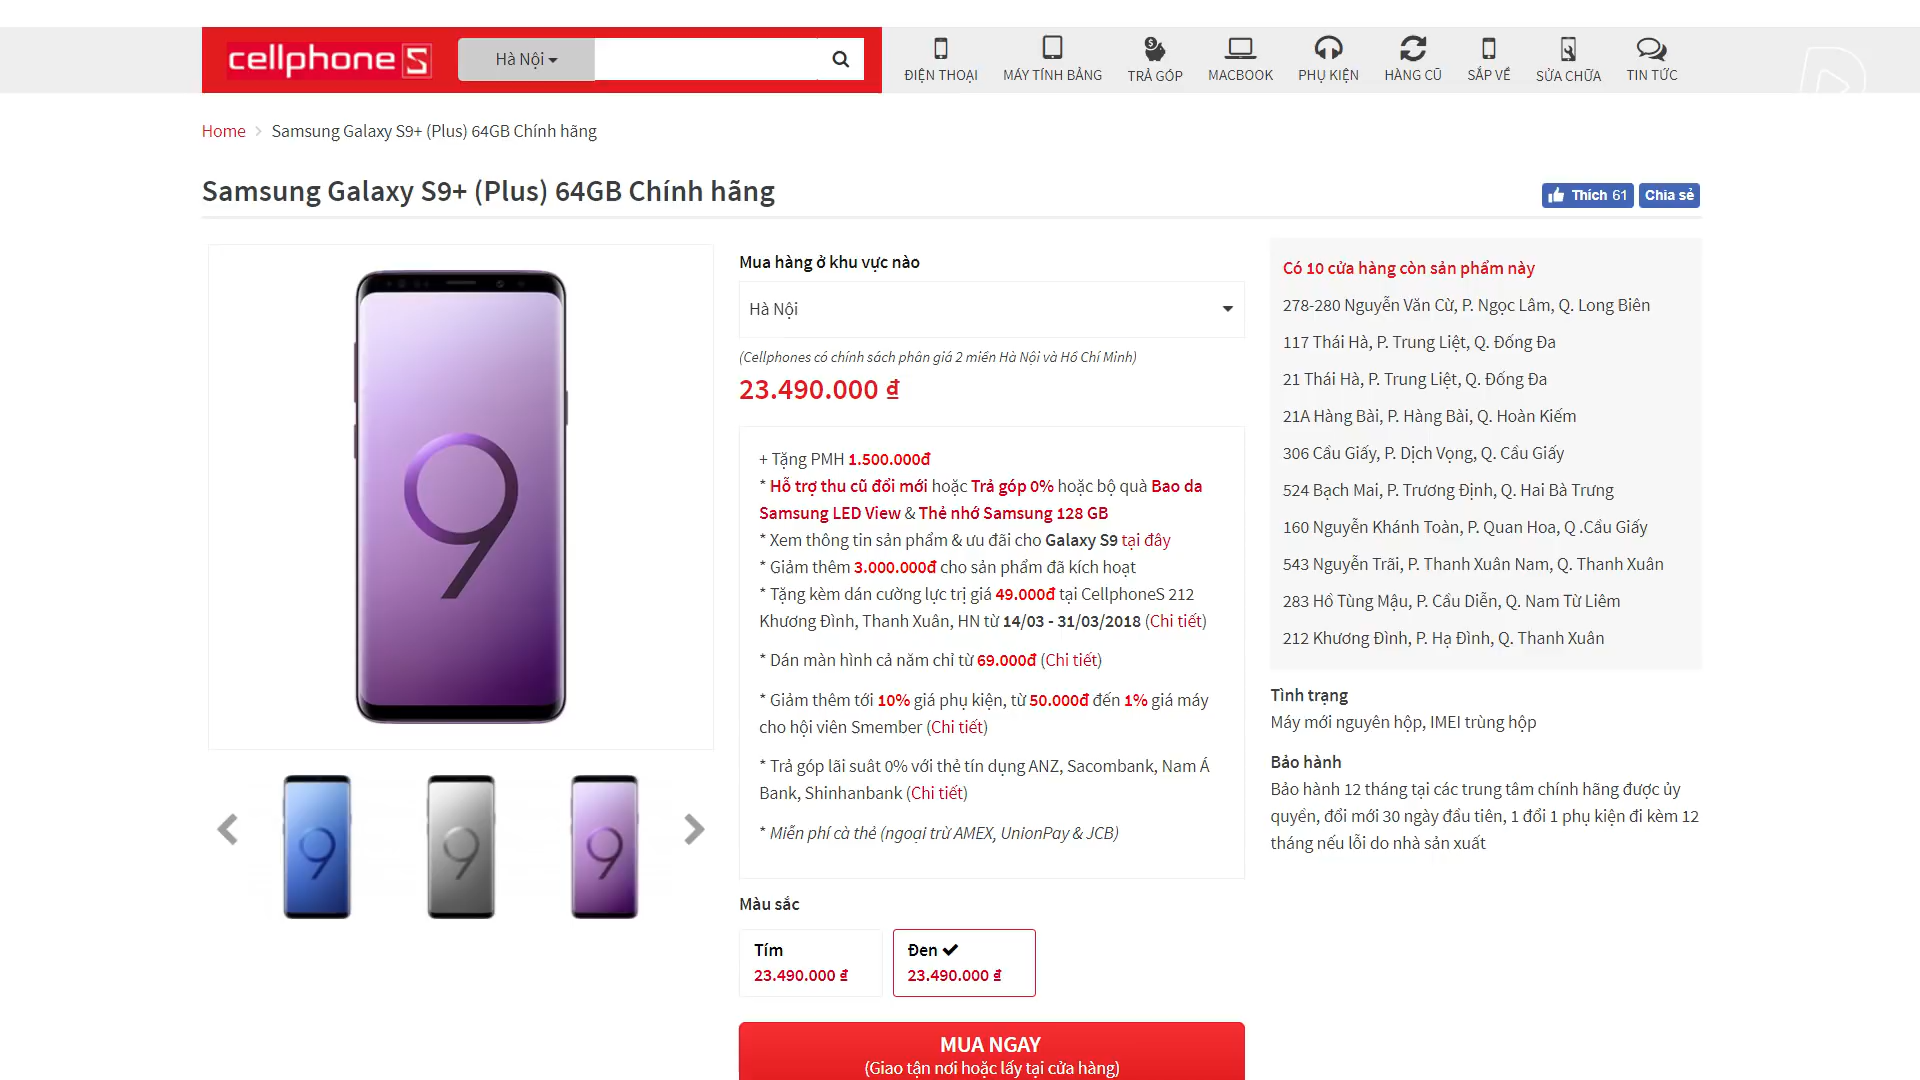 cellphone S
Hà Nội
ĐIỆN THOẠI
MÁY TÍNH BẢNG
TRẢ GÓP
MACBOOK
PHỤ KIỆN
HÀNG CŨ
SẮP VỀ
SỬA CHỮA
TIN TỨC
Home > Samsung Galaxy S9+ (Plus) 64GB Chính hãng
Samsung Galaxy S9+ (Plus) 64GB Chính hãng
Thích 61
Chia sẻ
Mua hàng ở khu vực nào
Hà Nội
(Cellphones có chính sách phân giá 2 miền Hà Nội và Hồ Chí Minh)
23.490.000 ₫
+ Tặng PMH 1.500.000đ
* Hỗ trợ thu cũ đổi mới hoặc Trả góp 0% hoặc bộ quà Bao da
Samsung LED View & Thẻ nhớ Samsung 128 GB
* Xem thông tin sản phẩm & ưu đãi cho Galaxy S9 tại đây
* Giảm thêm 3.000.000đ cho sản phẩm đã kích hoạt
* Tặng kèm dán cường lực trị giá 49.000đ tại CellphoneS 212
Khương Đình, Thanh Xuân, HN từ 14/03 - 31/03/2018 (Chi tiết)
* Dán màn hình cả năm chỉ từ 69.000đ (Chi tiết)
* Giảm thêm tới 10% giá phụ kiện, từ 50.000đ đến 1% giá máy
cho hội viên Smember (Chi tiết)
* Trả góp lãi suât 0% với thẻ tín dụng ANZ, Sacombank, Nam Á
Bank, Shinhanbank (Chi tiết)
* Miễn phí cà thẻ (ngoại trừ AMEX, UnionPay & JCB)
Màu sắc
Tím
23.490.000 ₫
Đen
23.490.000 ₫
MUA NGAY
(Giao tận nơi hoặc lấy tại cửa hàng)
Có 10 cửa hàng còn sản phẩm này
278-280 Nguyễn Văn Cừ, P. Ngọc Lâm, Q. Long Biên
117 Thái Hà, P. Trung Liệt, Q. Đống Đa
21 Thái Hà, P. Trung Liệt, Q. Đống Đa
21A Hàng Bài, P. Hàng Bài, Q. Hoàn Kiếm
306 Cầu Giấy, P. Dịch Vọng, Q. Cầu Giấy
524 Bạch Mai, P. Trương Định, Q. Hai Bà Trưng
160 Nguyễn Khánh Toàn, P. Quan Hoa, Q .Cầu Giấy
543 Nguyễn Trãi, P. Thanh Xuân Nam, Q. Thanh Xuân
283 Hồ Tùng Mậu, P. Cầu Diễn, Q. Nam Từ Liêm
212 Khương Đình, P. Hạ Đình, Q. Thanh Xuân
Tình trạng
Máy mới nguyên hộp, IMEI trùng hộp
Bảo hành
Bảo hành 12 tháng tại các trung tâm chính hãng được ủy
quyền, đổi mới 30 ngày đầu tiên, 1 đổi 1 phụ kiện đi kèm 12
tháng nếu lỗi do nhà sản xuất
9
9
9
9